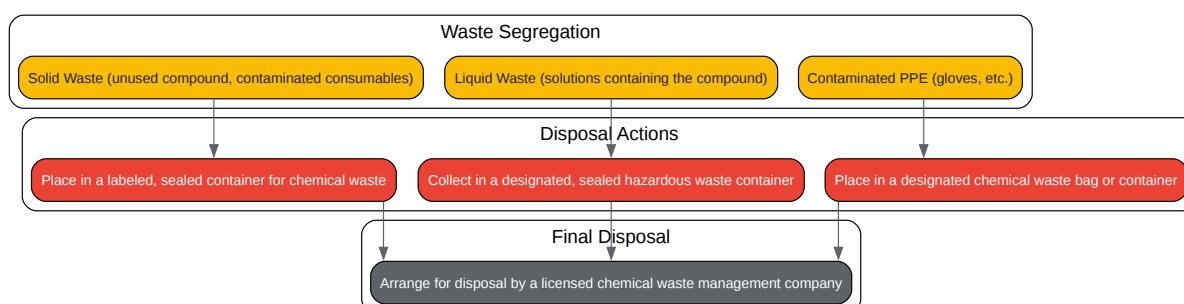 Waste Segregation
Solid Waste (unused compound, contaminated consumables)
Liquid Waste (solutions containing the compound)
Contaminated PPE (gloves, etc.)
Disposal Actions
Place in a labeled, sealed container for chemical waste
Collect in a designated, sealed hazardous waste container
Place in a designated chemical waste bag or container
Final Disposal
Arrange for disposal by a licensed chemical waste management company